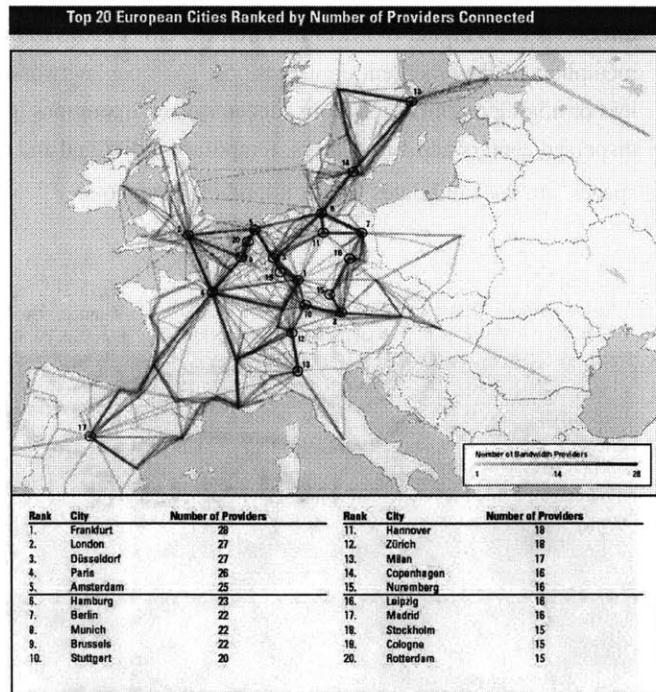 Top 20 European Cities Ranked by Number of Providers Connected
Number of Bandwidth Providers
1 14 28
Rank City Number of Providers
1. Frankfurt 28
2. London 27
3. Düsseldorf 27
4. Paris 26
5. Amsterdam 25
6. Hamburg 23
7. Berlin 22
8. Munich 22
9. Brussels 22
10. Stuttgart 20
Rank City Number of Providers
11. Hannover 18
12. Zürich 18
13. Milan 17
14. Copenhagen 16
15. Nuremberg 16
16. Leipzig 16
17. Madrid 16
18. Stockholm 15
19. Cologne 15
20. Rotterdam 15